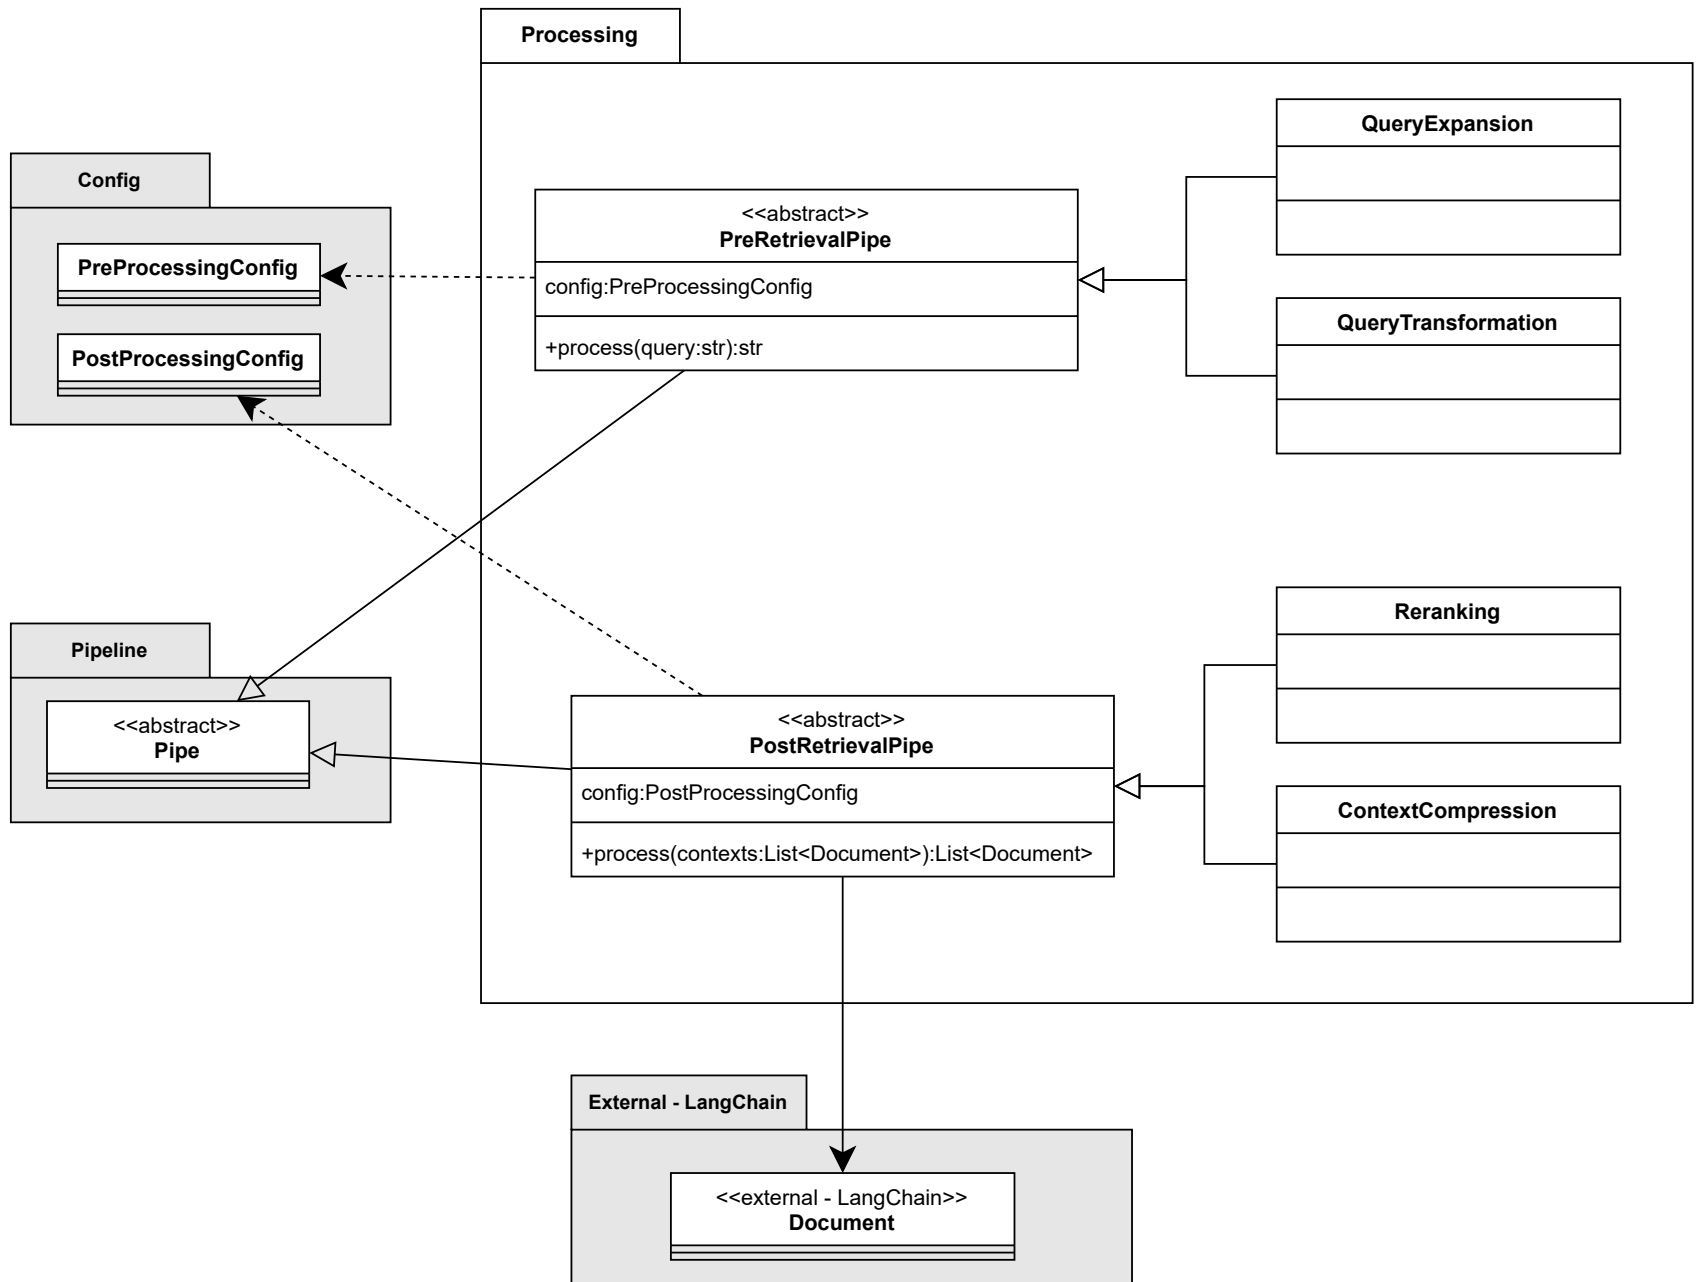 Processing
QueryExpansion
Config
<<abstract>>
PreRetrievalPipe
PreProcessingConfig
config:PreProcessingConfig
QueryTransformation
+process(query:str):str
PostProcessingConfig
Reranking
Pipeline
<<abstract>>
Pipe
<<abstract>>
PostRetrievalPipe
config:PostProcessingConfig
ContextCompression
+process(contexts:List<Document>):List<Document>
External - LangChain
<<external - LangChain>>
Document